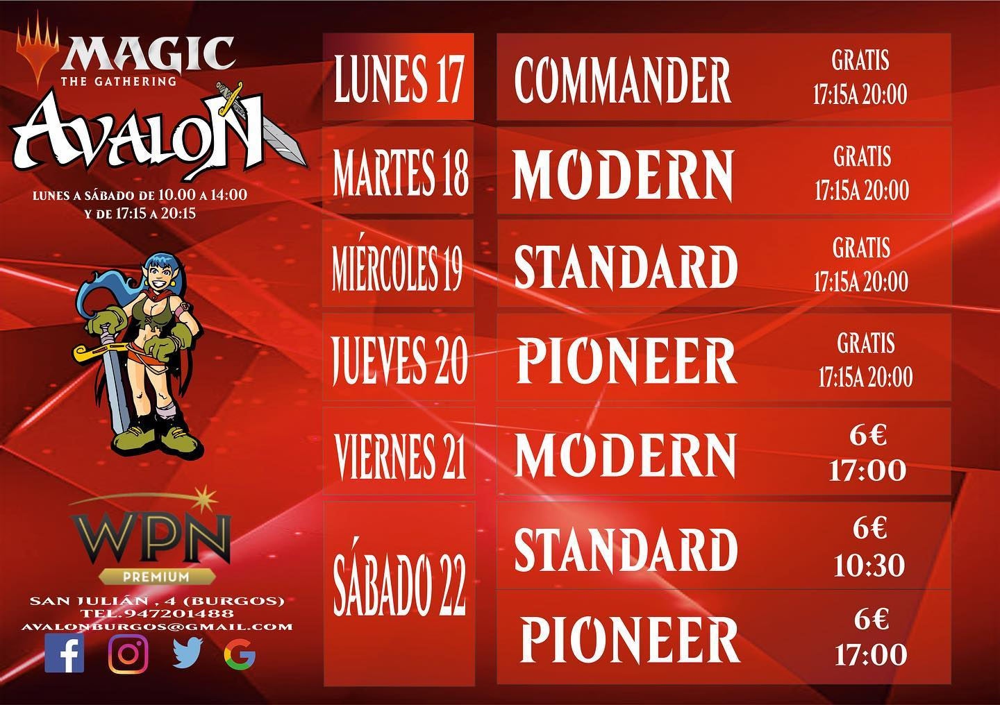 MAGIC
THE GATHERING
AVALON
LUNES A SÁBADO DE 10.00 A 14:00
Y DE 17:15 A 20:15
WPN
PREMIUM
SAN JULIÁN , 4 (BURGOS)
TEL.947201488
AVALONBURGOS@GMAIL.COM
LUNES 17
COMMANDER
GRATIS
17:15A 20:00
MARTES 18
MODERN
GRATIS
17:15A 20:00
MIÉRCOLES 19
STANDARD
GRATIS
17:15A 20:00
JUEVES 20
PIONEER
GRATIS
17:15A 20:00
VIERNES 21
MODERN
6€
17:00
SÁBADO 22
STANDARD
6€
10:30
PIONEER
6€
17:00